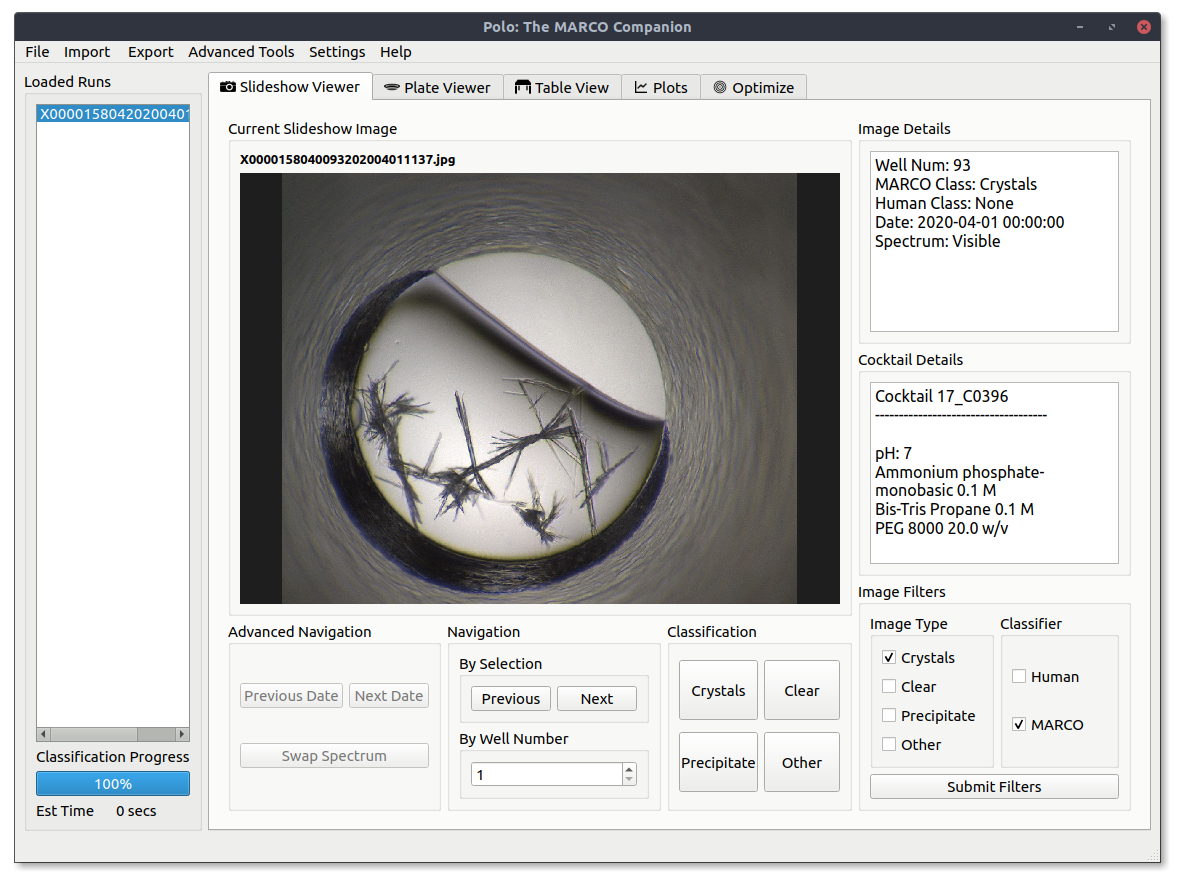 Polo: The MARCO Companion
File Import Export Advanced Tools Settings Help
Loaded Runs
X0000158042020040
Slideshow Viewer
Plate Viewer
Table View
Plots
Optimize
Current Slideshow Image
X0000158040093202004011137.jpg
Image Details
Well Num: 93
MARCO Class: Crystals
Human Class: None
Date: 2020-04-01 00:00:00
Spectrum: Visible
Cocktail Details
Cocktail 17_C0396
-------------------------------------
pH: 7
Ammonium phosphate-
monobasic 0.1 M
Bis-Tris Propane 0.1 M
PEG 8000 20.0 w/v
Image Filters
Image Type
Crystals
Clear
Precipitate
Other
Classifier
Human
MARCO
Submit Filters
Advanced Navigation
Previous Date
Next Date
Swap Spectrum
Navigation
By Selection
Previous
Next
By Well Number
1
Classification
Crystals
Clear
Precipitate
Other
Classification Progress
100%
Est Time 0 secs